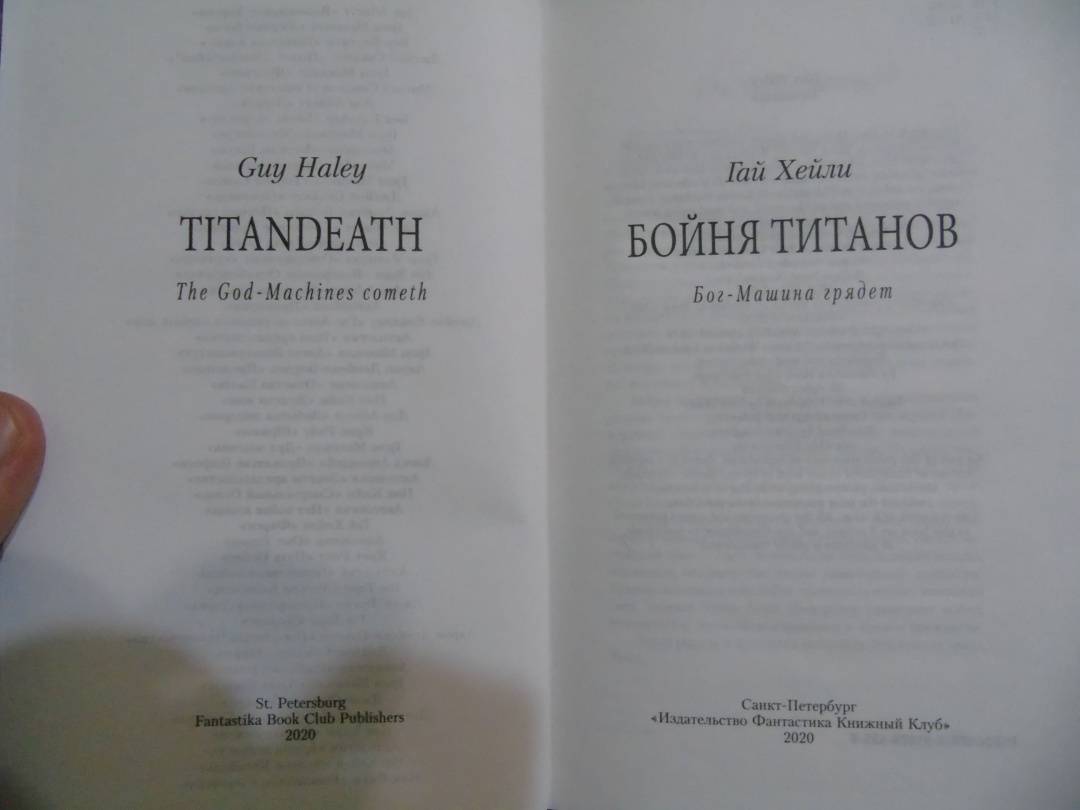 Guy Haley
TITANDEATH
The God-Machines cometh
St. Petersburg
Fantastika Book Club Publishers
2020
Гай Хейли
БОЙНЯ ТИТАНОВ
Бог-Машина грядет
Санкт-Петербург
«Издательство Фантастика Книжный Клуб»
2020